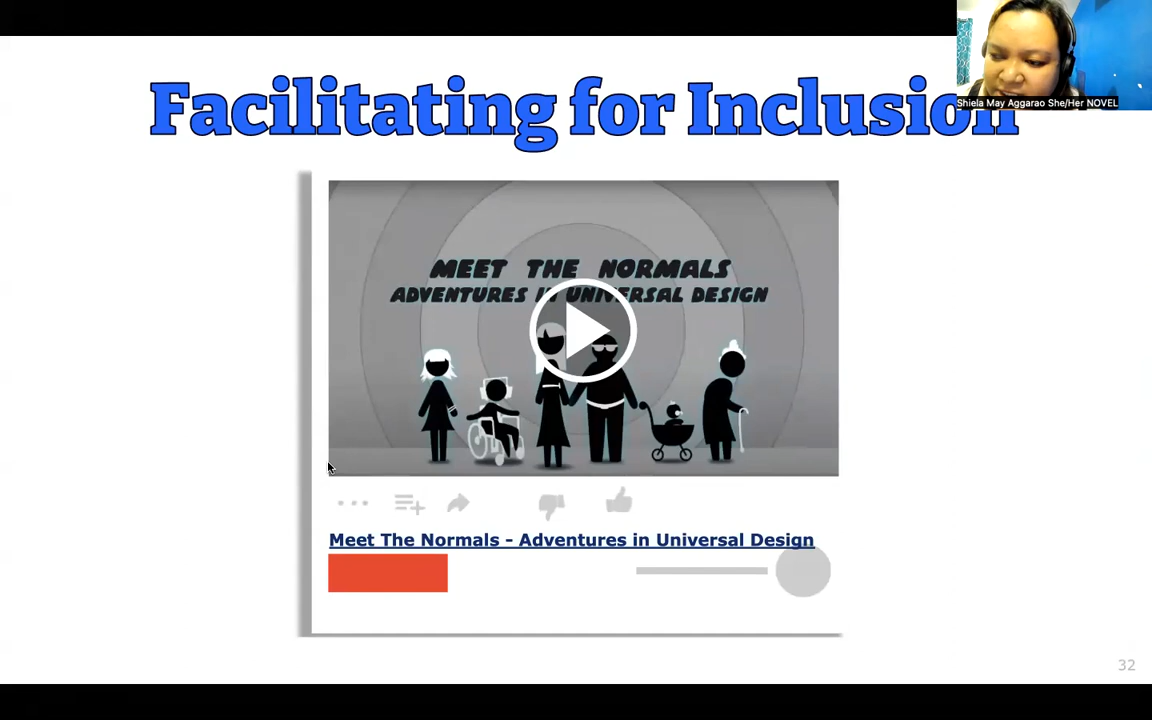 Facilitating for Inclusion
Shiela May Aggarao She/Her NOVEL
MEET THE NORMALS
ADVENTURES IN UNIVERSAL DESIGN
Meet The Normals - Adventures in Universal Design
32